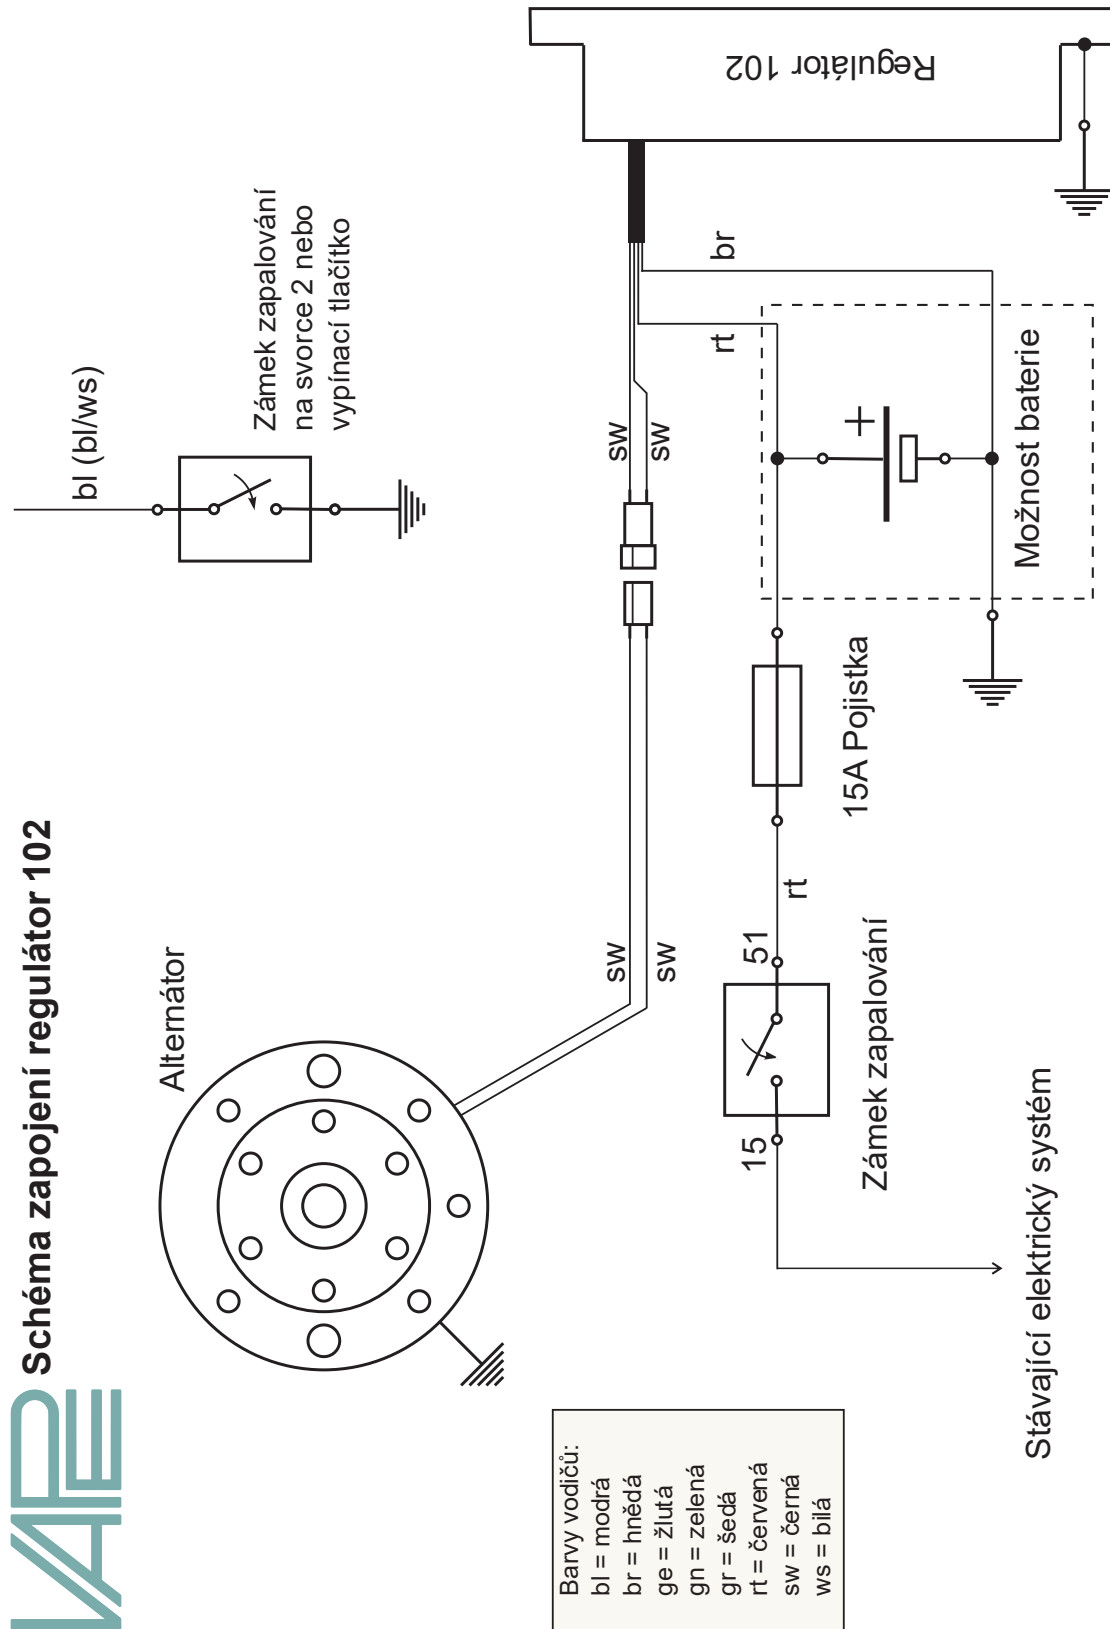 VAPE
Schéma zapojení regulátor 102
Alternátor
bl (bl/ws)
Zámek zapalování
na svorce 2 nebo
vypínací tlačítko
Regulátor 102
sw
sw
sw
sw
br
rt
Možnost baterie
+
15A Pojistka
rt
51
15
Zámek zapalování
Stávající elektrický systém
Barvy vodičů:
bl = modrá
br = hnědá
ge = žlutá
gn = zelená
gr = šedá
rt = červená
sw = černá
ws = bílá